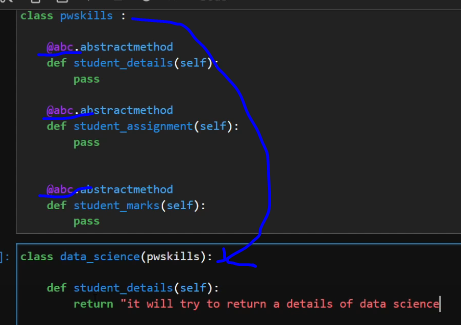 class pwskills :
@abc.abstractmethod
def student_details(self):
pass
@abc.abstractmethod
def student_assignment(self):
pass
@abc.abstractmethod
def student_marks(self):
pass
]: class data_science(pwskills):
def student_details(self):
return "it will try to return a details of data science